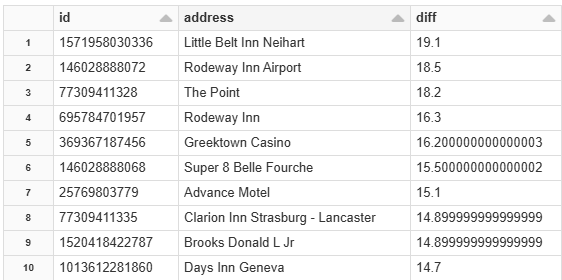 id address diff
1 1571958030336 Little Belt Inn Neihart 19.1
2 146028888072 Rodeway Inn Airport 18.5
3 77309411328 The Point 18.2
4 695784701957 Rodeway Inn 16.3
5 369367187456 Greektown Casino 16.200000000000003
6 146028888068 Super 8 Belle Fourche 15.500000000000002
7 25769803779 Advance Motel 15.1
8 77309411335 Clarion Inn Strasburg - Lancaster 14.899999999999999
9 1520418422787 Brooks Donald L Jr 14.899999999999999
10 1013612281860 Days Inn Geneva 14.7